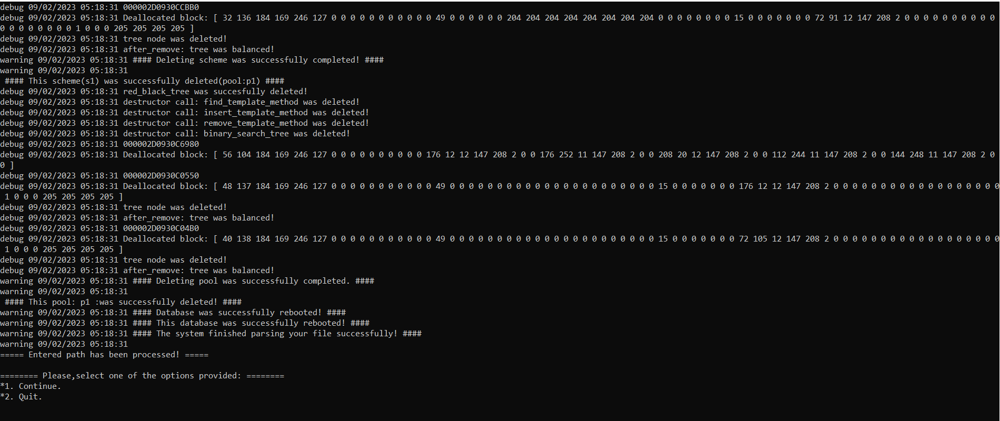 debug 09/02/2023 05:18:31 000002D0930CCBB0
debug 09/02/2023 05:18:31 Deallocated block: [ 32 136 184 169 246 127 0 0 0 0 0 0 0 0 0 0 0 49 0 0 0 0 0 0 204 204 204 204 204 204 204 204 0 0 0 0 0 0 0 0 15 0 0 0 0 0 0 0 72 91 12 147 208 2 0 0 0 0 0 0 0 0 0 0
0 0 0 0 0 0 0 0 1 0 0 0 205 205 205 205 ]
debug 09/02/2023 05:18:31 tree node was deleted!
debug 09/02/2023 05:18:31 after_remove: tree was balanced!
warning 09/02/2023 05:18:31 #### Deleting scheme was successfully completed! ####
warning 09/02/2023 05:18:31
#### This scheme(s1) was successfully deleted(pool:p1) ####
debug 09/02/2023 05:18:31 red_black_tree was succesfully deleted!
debug 09/02/2023 05:18:31 destructor call: find_template_method was deleted!
debug 09/02/2023 05:18:31 destructor call: insert_template_method was deleted!
debug 09/02/2023 05:18:31 destructor call: remove_template_method was deleted!
debug 09/02/2023 05:18:31 destructor call: binary_search_tree was deleted!
debug 09/02/2023 05:18:31 000002D0930C6980
debug 09/02/2023 05:18:31 Deallocated block: [ 56 104 184 169 246 127 0 0 0 0 0 0 0 0 0 0 176 12 12 147 208 2 0 0 176 252 11 147 208 2 0 0 208 20 12 147 208 2 0 0 112 244 11 147 208 2 0 0 144 248 11 147 208 2 0
0 ]
debug 09/02/2023 05:18:31 000002D0930C0550
debug 09/02/2023 05:18:31 Deallocated block: [ 48 137 184 169 246 127 0 0 0 0 0 0 0 0 0 0 0 49 0 0 0 0 0 0 0 0 0 0 0 0 0 0 0 0 0 0 0 0 0 0 15 0 0 0 0 0 0 0 176 12 12 147 208 2 0 0 0 0 0 0 0 0 0 0 0 0 0 0 0 0 0 0
1 0 0 0 205 205 205 205 ]
debug 09/02/2023 05:18:31 tree node was deleted!
debug 09/02/2023 05:18:31 after_remove: tree was balanced!
debug 09/02/2023 05:18:31 000002D0930C04B0
debug 09/02/2023 05:18:31 Deallocated block: [ 40 138 184 169 246 127 0 0 0 0 0 0 0 0 0 0 0 49 0 0 0 0 0 0 0 0 0 0 0 0 0 0 0 0 0 0 0 0 0 0 15 0 0 0 0 0 0 0 72 105 12 147 208 2 0 0 0 0 0 0 0 0 0 0 0 0 0 0 0 0 0 0
1 0 0 0 205 205 205 205 ]
debug 09/02/2023 05:18:31 tree node was deleted!
debug 09/02/2023 05:18:31 after_remove: tree was balanced!
warning 09/02/2023 05:18:31 #### Deleting pool was successfully completed. ####
warning 09/02/2023 05:18:31
#### This pool: p1 :was successfully deleted! ####
warning 09/02/2023 05:18:31 #### Database was successfully rebooted! ####
warning 09/02/2023 05:18:31 #### This database was successfully rebooted! ####
warning 09/02/2023 05:18:31 #### The system finished parsing your file successfully! ####
warning 09/02/2023 05:18:31
===== Entered path has been processed! =====
======== Please,select one of the options provided: ========
*1. Continue.
*2. Quit.